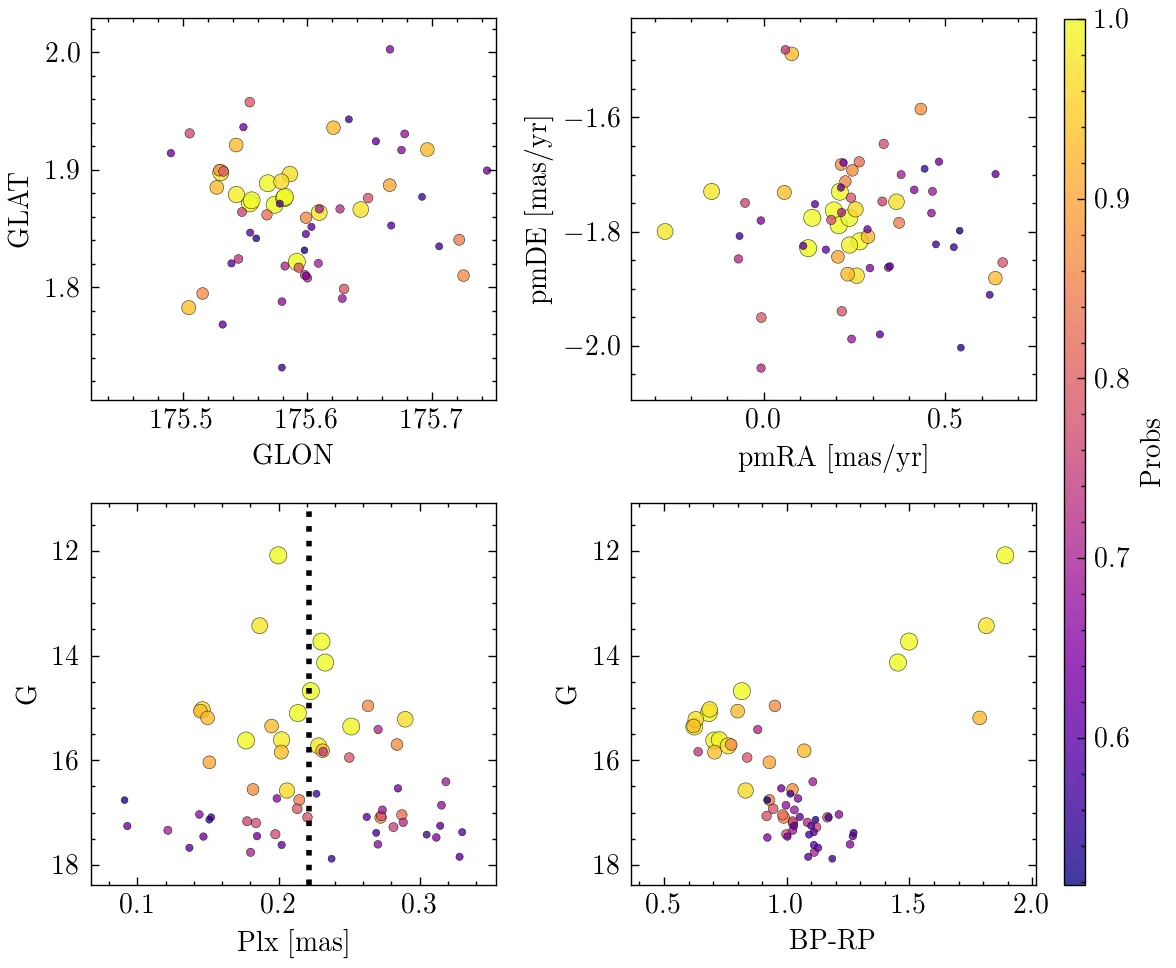 2.0
1.9
1.8
GLAT
175.5 175.6 175.7
GLON
−1.6
−1.8
−2.0
pmDE [mas/yr]
0.0 0.5
pmRA [mas/yr]
1.0
0.9
0.8
0.7
0.6
Probs
12
14
16
18
G
0.1 0.2 0.3
Plx [mas]
12
14
16
18
G
0.5 1.0 1.5 2.0
BP-RP